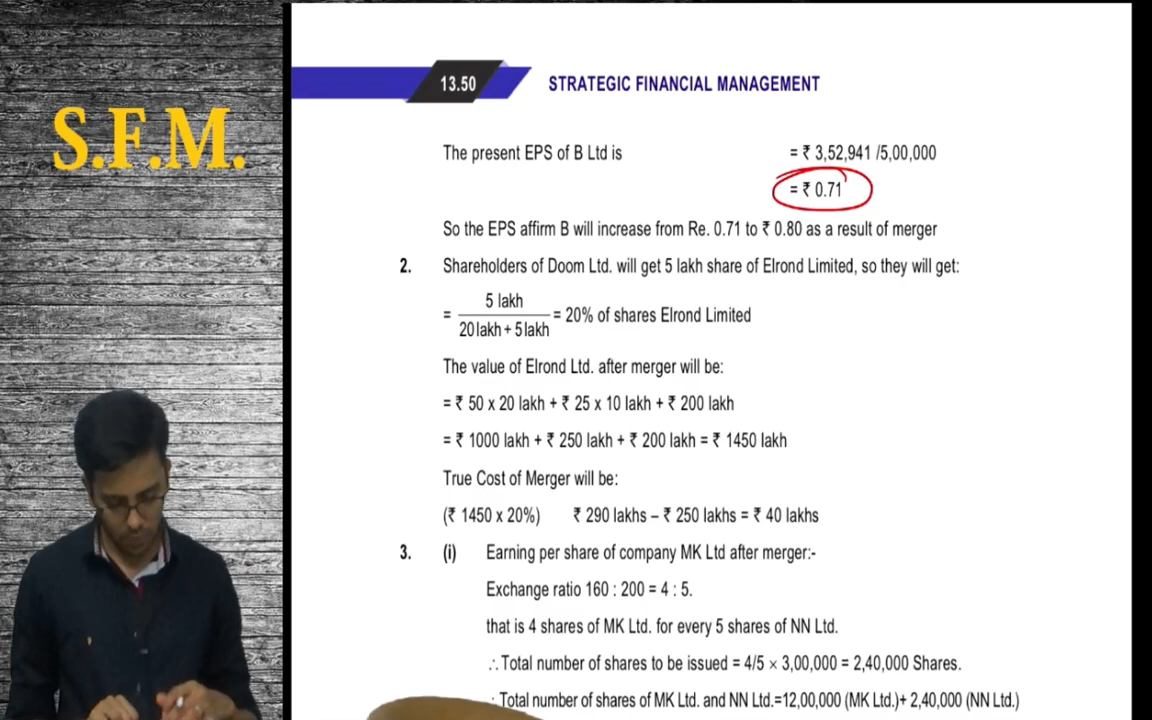 S.F.M.
13.50 STRATEGIC FINANCIAL MANAGEMENT
The present EPS of B Ltd is = ₹ 3,52,941 /5,00,000
= ₹ 0.71
So the EPS affirm B will increase from Re. 0.71 to ₹ 0.80 as a result of merger
2. Shareholders of Doom Ltd. will get 5 lakh share of Elrond Limited, so they will get:
= 5 lakh / 20 lakh + 5 lakh = 20% of shares Elrond Limited
The value of Elrond Ltd. after merger will be:
= ₹ 50 x 20 lakh + ₹ 25 x 10 lakh + ₹ 200 lakh
= ₹ 1000 lakh + ₹ 250 lakh + ₹ 200 lakh = ₹ 1450 lakh
True Cost of Merger will be:
(₹ 1450 x 20%) ₹ 290 lakhs – ₹ 250 lakhs = ₹ 40 lakhs
3. (i) Earning per share of company MK Ltd after merger:-
Exchange ratio 160 : 200 = 4 : 5.
that is 4 shares of MK Ltd. for every 5 shares of NN Ltd.
∴ Total number of shares to be issued = 4/5 × 3,00,000 = 2,40,000 Shares.
∴ Total number of shares of MK Ltd. and NN Ltd.=12,00,000 (MK Ltd.)+ 2,40,000 (NN Ltd.)